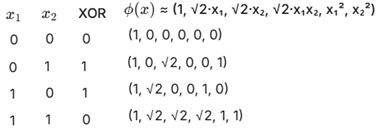 x₁ x₂ XOR ϕ(x) ≈ (1, √2·x₁, √2·x₂, √2·x₁x₂, x₁², x₂²)
0 0 0 (1, 0, 0, 0, 0, 0)
0 1 1 (1, 0, √2, 0, 0, 1)
1 0 1 (1, √2, 0, 0, 1, 0)
1 1 0 (1, √2, √2, √2, 1, 1)